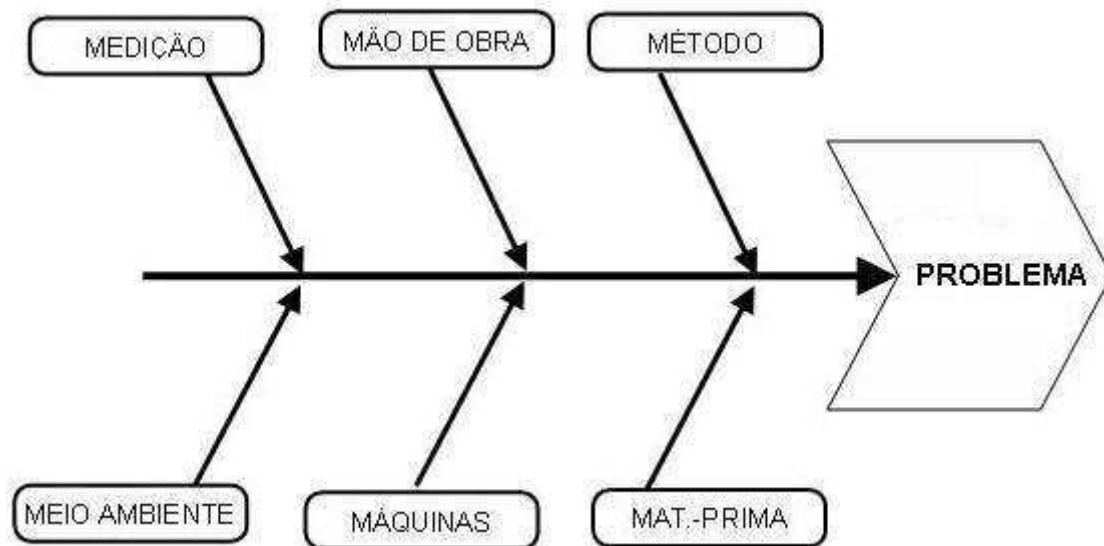 MEDIÇÃO
MÃO DE OBRA
MÉTODO
PROBLEMA
MEIO AMBIENTE
MÁQUINAS
MAT.-PRIMA